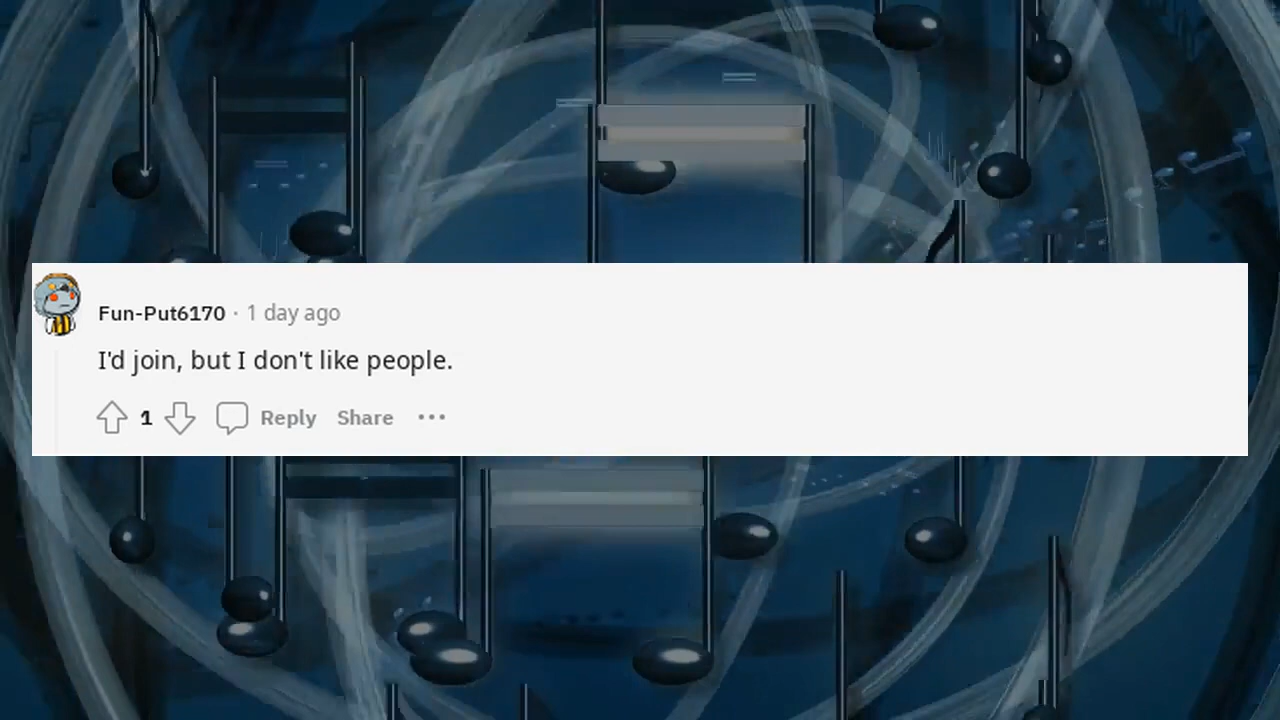 Fun-Put6170 · 1 day ago
I'd join, but I don't like people.
1 Reply Share ···